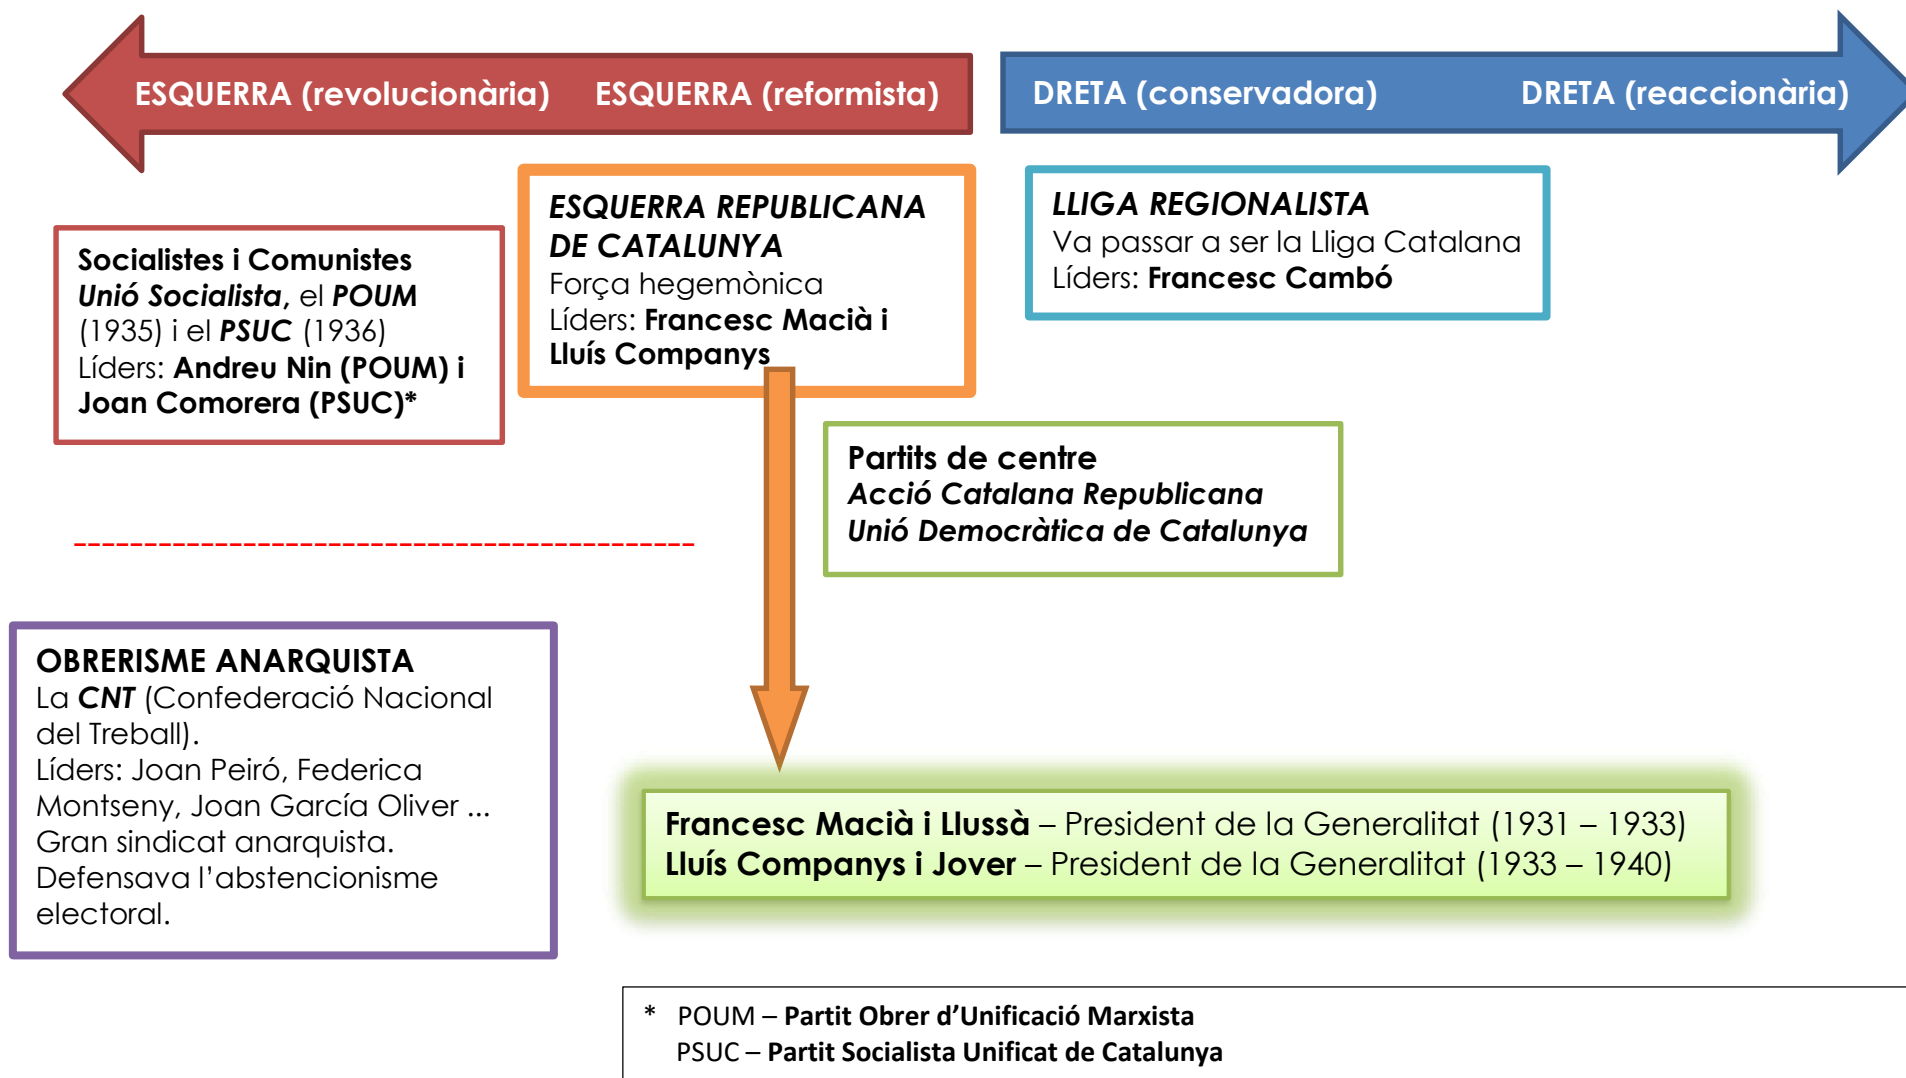 ESQUERRA (revolucionària) ESQUERRA (reformista)
DRETA (conservadora) DRETA (reaccionària)
Socialistes i Comunistes
Unió Socialista, el POUM
(1935) i el PSUC (1936)
Líders: Andreu Nin (POUM) i
Joan Comorera (PSUC)*
ESQUERRA REPUBLICANA
DE CATALUNYA
Força hegemònica
Líders: Francesc Macià i
Lluís Companys
LLIGA REGIONALISTA
Va passar a ser la Lliga Catalana
Líders: Francesc Cambó
Partits de centre
Acció Catalana Republicana
Unió Democràtica de Catalunya
OBRERISME ANARQUISTA
La CNT (Confederació Nacional
del Treball).
Líders: Joan Peiró, Federica
Montseny, Joan García Oliver ...
Gran sindicat anarquista.
Defensava l’abstencionisme
electoral.
Francesc Macià i Llussà – President de la Generalitat (1931 – 1933)
Lluís Companys i Jover – President de la Generalitat (1933 – 1940)
* POUM – Partit Obrer d’Unificació Marxista
PSUC – Partit Socialista Unificat de Catalunya